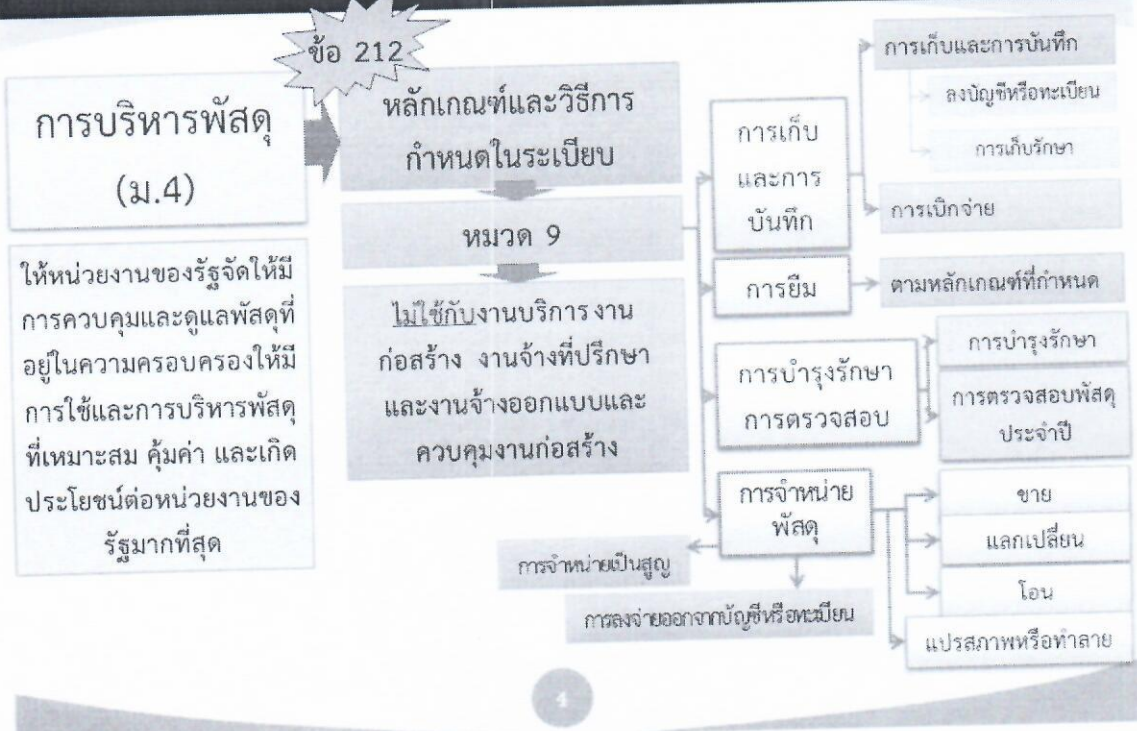 ข้อ 212
การบริหารพัสดุ
(ม.4)
ให้หน่วยงานของรัฐจัดให้มี
การควบคุมและดูแลพัสดุที่
อยู่ในความครอบครองให้มี
การใช้และการบริหารพัสดุ
ที่เหมาะสม คุ้มค่า และเกิด
ประโยชน์ต่อหน่วยงานของ
รัฐมากที่สุด
หลักเกณฑ์และวิธีการ
กำหนดในระเบียบ
หมวด 9
ไม่ใช้กับงานบริการ งาน
ก่อสร้าง งานจ้างที่ปรึกษา
และงานจ้างออกแบบและ
ควบคุมงานก่อสร้าง
การเก็บ
และการ
บันทึก
การเก็บและการบันทึก
ลงบัญชีหรือทะเบียน
การเก็บรักษา
การเบิกจ่าย
การยืม
ตามหลักเกณฑ์ที่กำหนด
การบำรุงรักษา
การตรวจสอบ
การบำรุงรักษา
การตรวจสอบพัสดุ
ประจำปี
การจำหน่าย
พัสดุ
ขาย
แลกเปลี่ยน
โอน
แปรสภาพหรือทำลาย
การจำหน่ายเป็นสูญ
การลงจ่ายออกจากบัญชีหรือทะเบียน
4